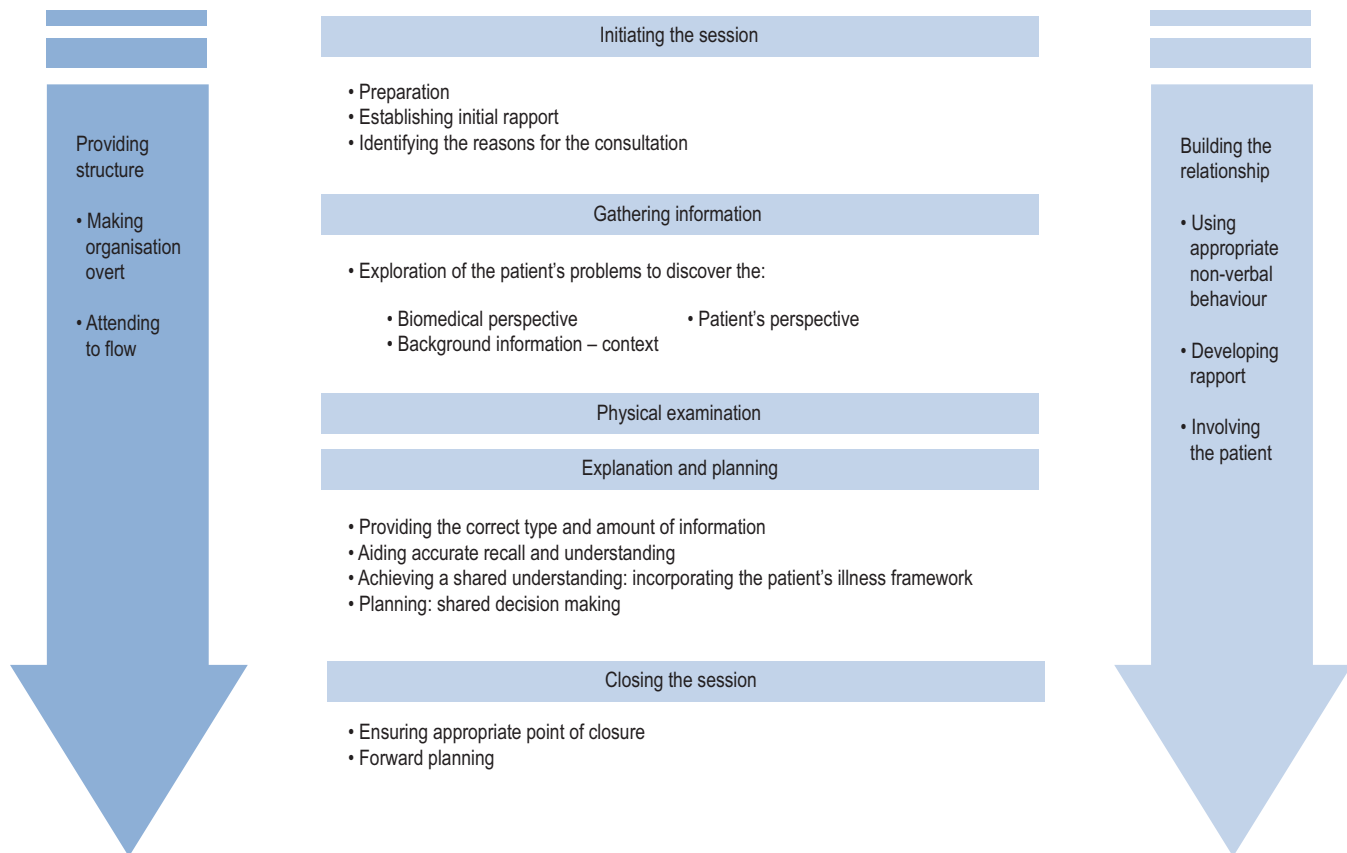 Initiating the session
• Preparation
• Establishing initial rapport
• Identifying the reasons for the consultation
Providing
structure
• Making
organisation
overt
• Attending
to flow
Gathering information
• Exploration of the patient’s problems to discover the:
• Biomedical perspective
• Patient’s perspective
• Background information – context
Physical examination
Explanation and planning
• Providing the correct type and amount of information
• Aiding accurate recall and understanding
• Achieving a shared understanding: incorporating the patient’s illness framework
• Planning: shared decision making
Closing the session
• Ensuring appropriate point of closure
• Forward planning
Building the
relationship
• Using
appropriate
non-verbal
behaviour
• Developing
rapport
• Involving
the patient